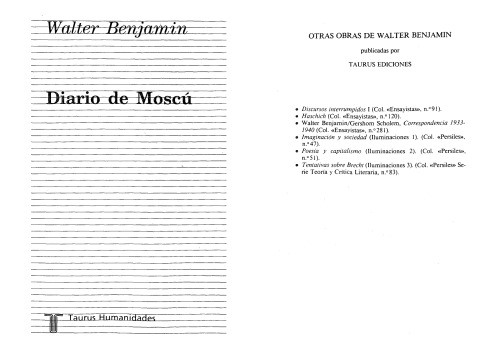 Walter Benjamin
Diario de Moscú
Taurus Humanidades
OTRAS OBRAS DE WALTER BENJAMIN
publicadas por
TAURUS EDICIONES
• Discursos interrumpidos I (Col. «Ensayistas», n.º 91).
• Haschich (Col. «Ensayistas», n.º 120).
• Walter Benjamin/Gershom Scholem, Correspondencia 1933-
1940 (Col. «Ensayistas», n.º 281).
• Imaginación y sociedad (Iluminaciones 1). (Col. «Persiles»,
n.º 47).
• Poesía y capitalismo (Iluminaciones 2). (Col. «Persiles»,
n.º 51).
• Tentativas sobre Brecht (Iluminaciones 3). (Col. «Persiles» Se-
rie Teoría y Crítica Literaria, n.º 83).